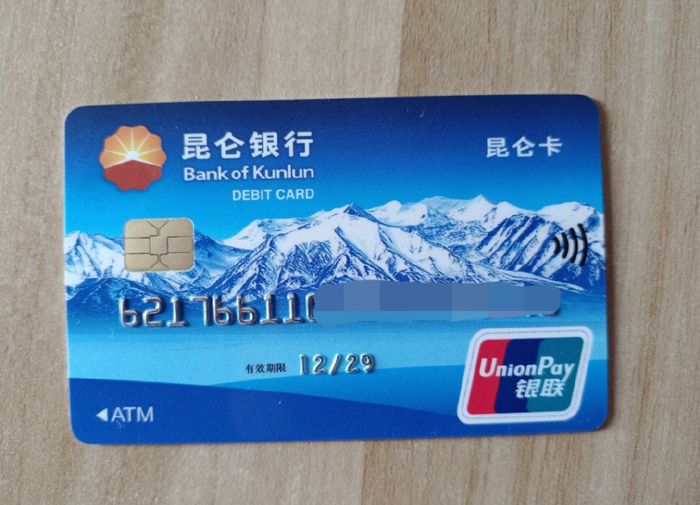 昆仑银行
Bank of Kunlun
DEBIT CARD
昆仑卡
621766110
有效期限 12/29
ATM
UnionPay
银联